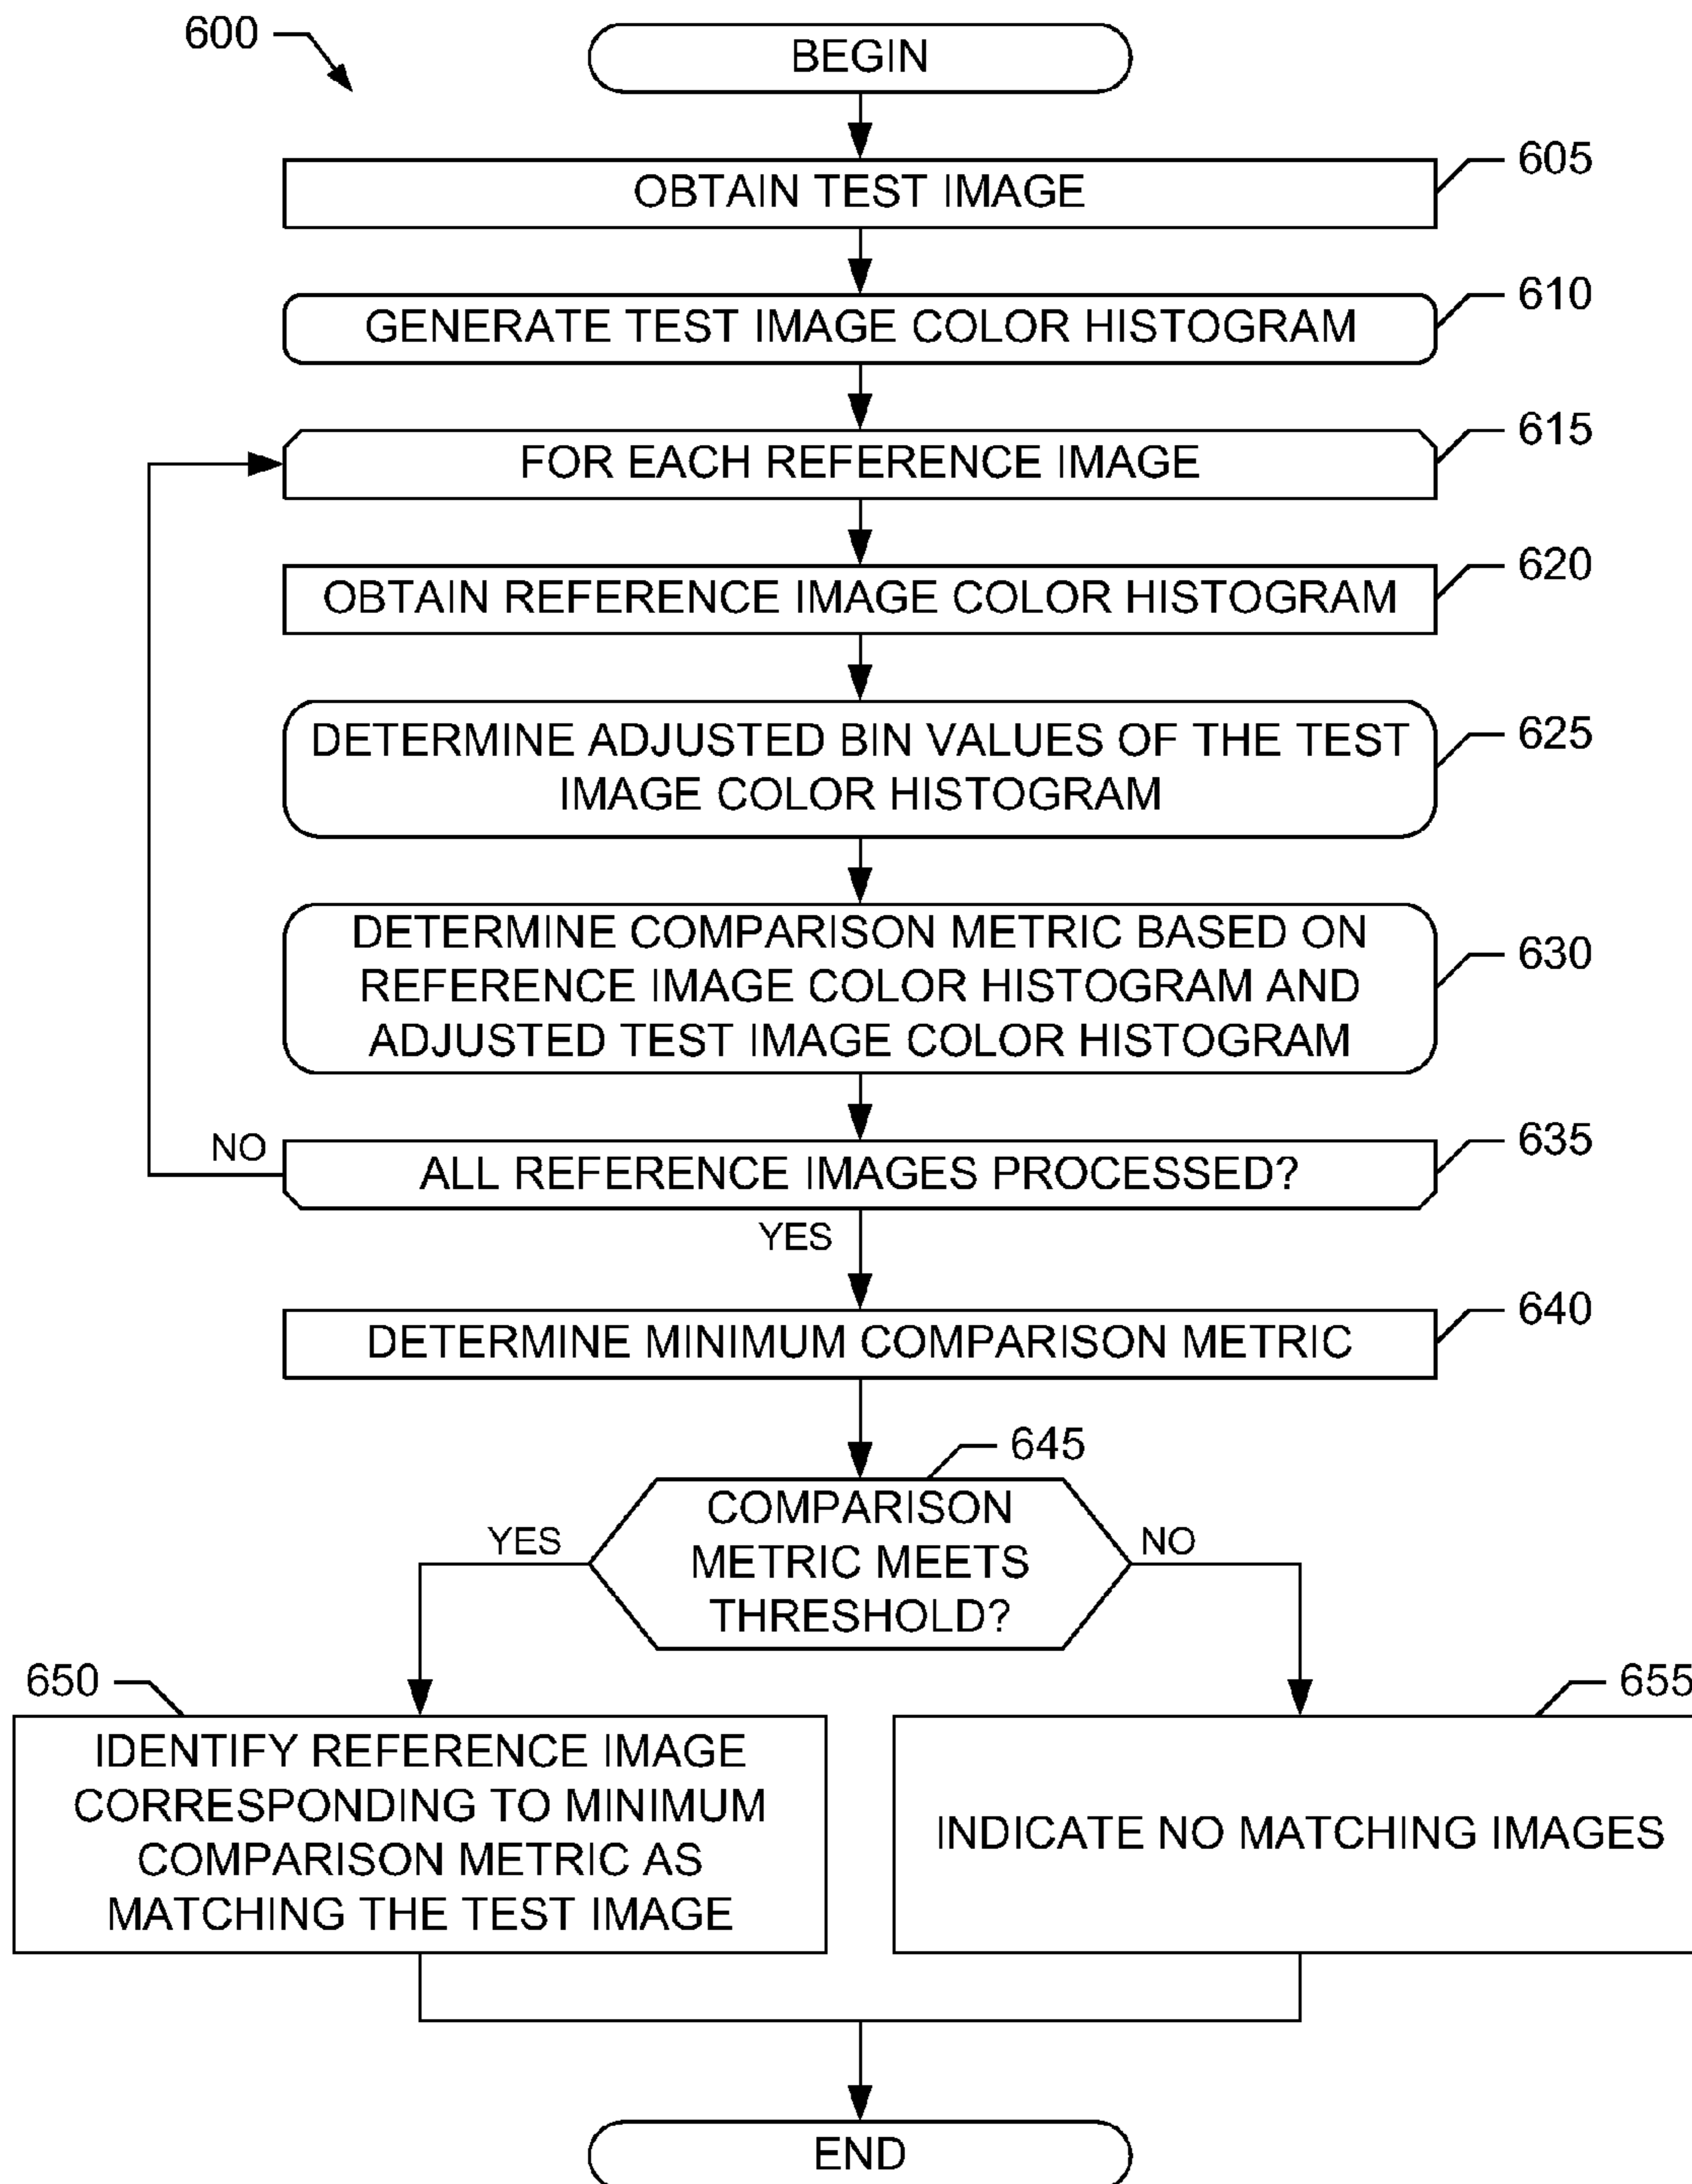 600
BEGIN
605
OBTAIN TEST IMAGE
610
GENERATE TEST IMAGE COLOR HISTOGRAM
615
FOR EACH REFERENCE IMAGE
620
OBTAIN REFERENCE IMAGE COLOR HISTOGRAM
625
DETERMINE ADJUSTED BIN VALUES OF THE TEST
IMAGE COLOR HISTOGRAM
630
DETERMINE COMPARISON METRIC BASED ON
REFERENCE IMAGE COLOR HISTOGRAM AND
ADJUSTED TEST IMAGE COLOR HISTOGRAM
635
NO
ALL REFERENCE IMAGES PROCESSED?
YES
640
DETERMINE MINIMUM COMPARISON METRIC
645
COMPARISON
METRIC MEETS
THRESHOLD?
YES
NO
650
IDENTIFY REFERENCE IMAGE
CORRESPONDING TO MINIMUM
COMPARISON METRIC AS
MATCHING THE TEST IMAGE
655
INDICATE NO MATCHING IMAGES
END